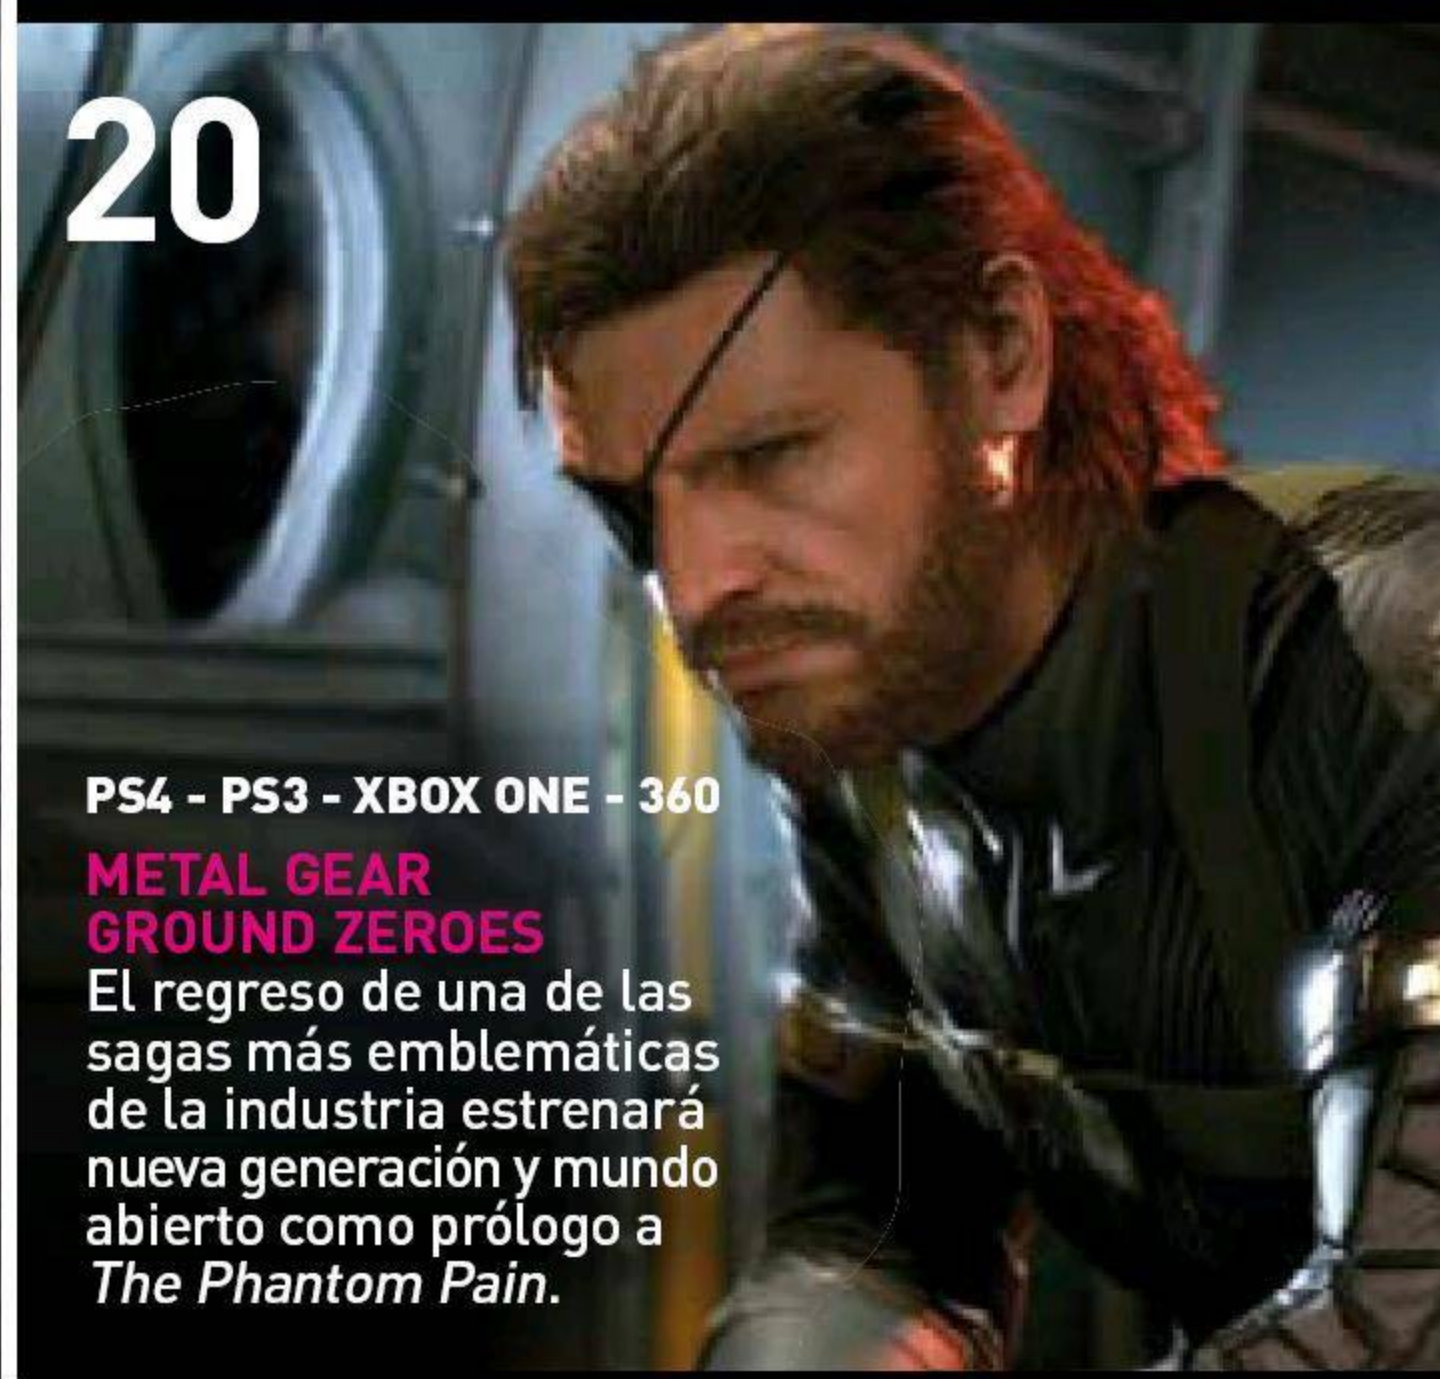 20
PS4 - PS3 - XBOX ONE - 360
METAL GEAR
GROUND ZEROES
El regreso de una de las
sagas más emblemáticas
de la industria estrenará
nueva generación y mundo
abierto como prólogo a
The Phantom Pain.